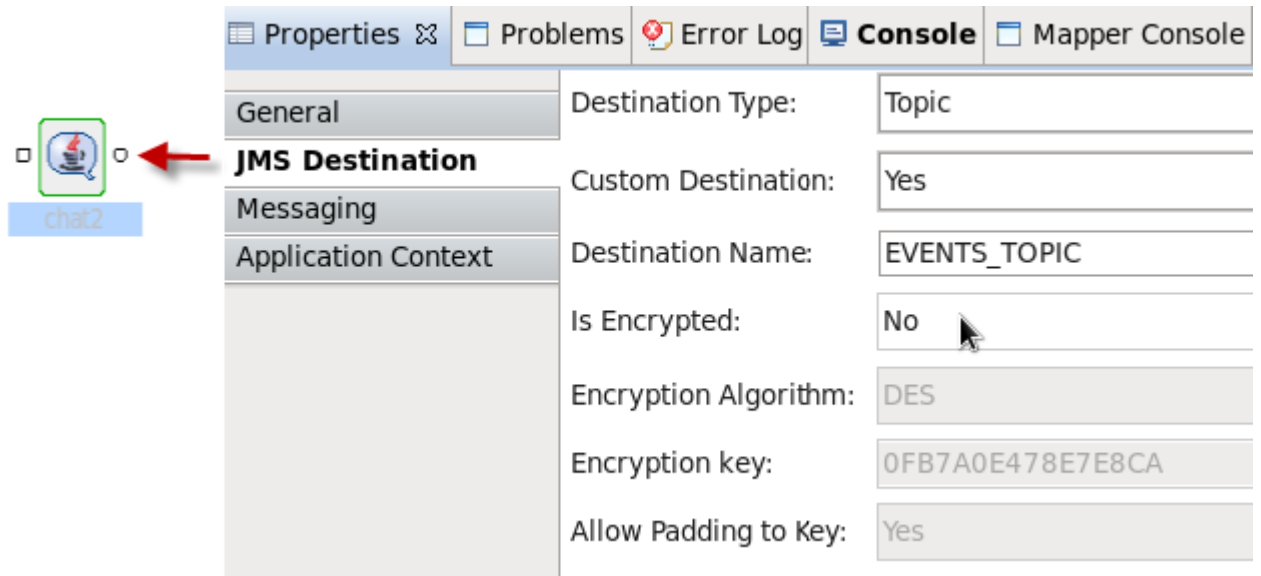 Properties Problems Error Log Console Mapper Console
General
JMS Destination
Messaging
Application Context
chat2
Destination Type: Topic
Custom Destination: Yes
Destination Name: EVENTS_TOPIC
Is Encrypted: No
Encryption Algorithm: DES
Encryption key: 0FB7A0E478E7E8CA
Allow Padding to Key: Yes